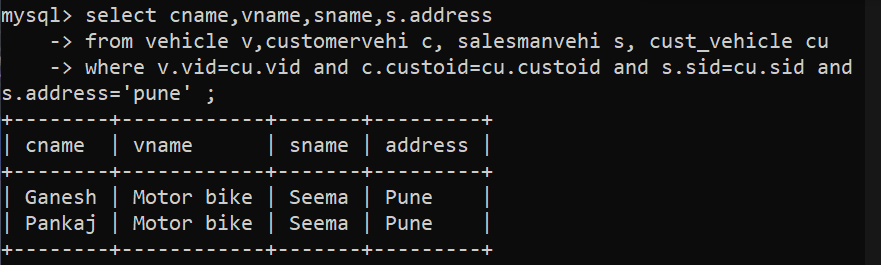 mysql> select cname,vname,sname,s.address
    -> from vehicle v,customervehi c, salesmanvehi s, cust_vehicle cu
    -> where v.vid=cu.vid and c.custoid=cu.custoid and s.sid=cu.sid and
s.address='pune' ;
+--------+------------+-------+---------+
| cname  | vname      | sname | address |
+--------+------------+-------+---------+
| Ganesh | Motor bike | Seema | Pune    |
| Pankaj | Motor bike | Seema | Pune    |
+--------+------------+-------+---------+